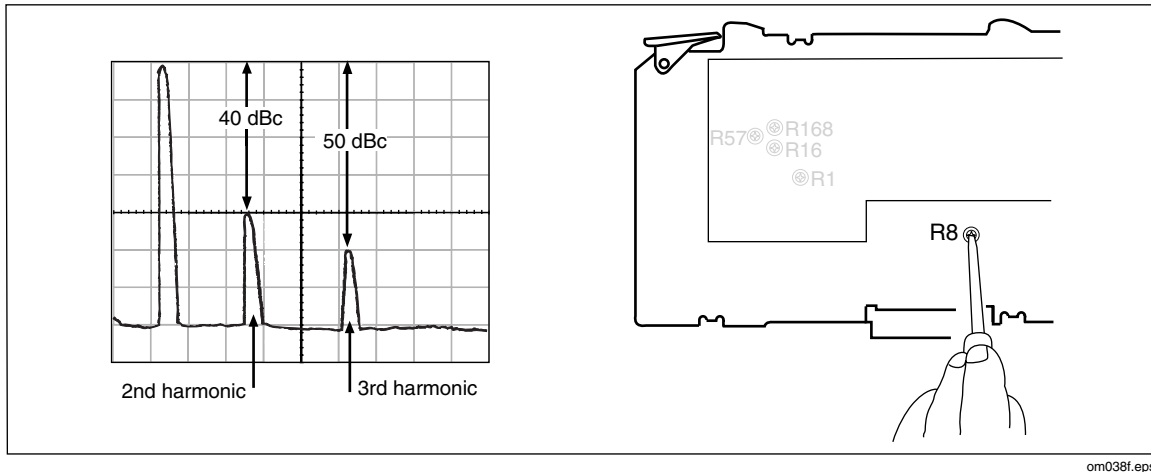 40 dBc
50 dBc
2nd harmonic
3rd harmonic
R57
R168
R16
R1
R8
om038f.eps